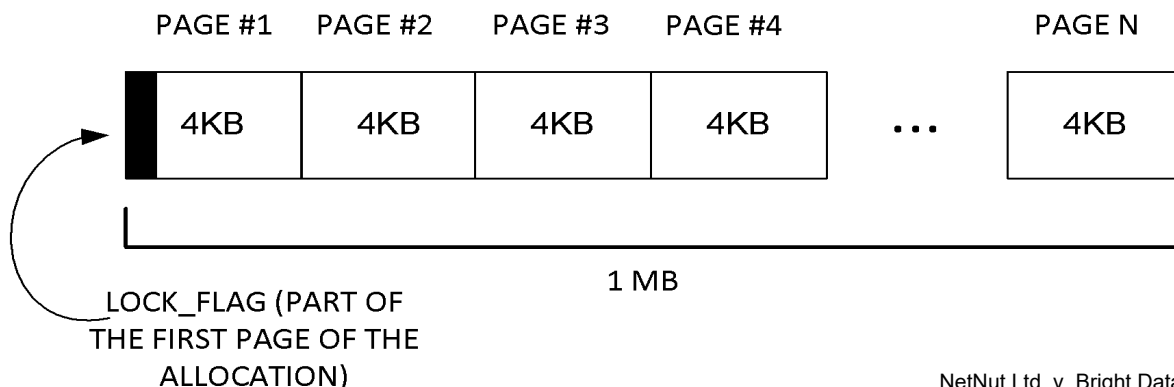 PAGE #1 PAGE #2 PAGE #3 PAGE #4 PAGE N
4KB 4KB 4KB 4KB ... 4KB
1 MB
LOCK_FLAG (PART OF
THE FIRST PAGE OF THE
ALLOCATION)
NetNut Ltd. v. Bright Data